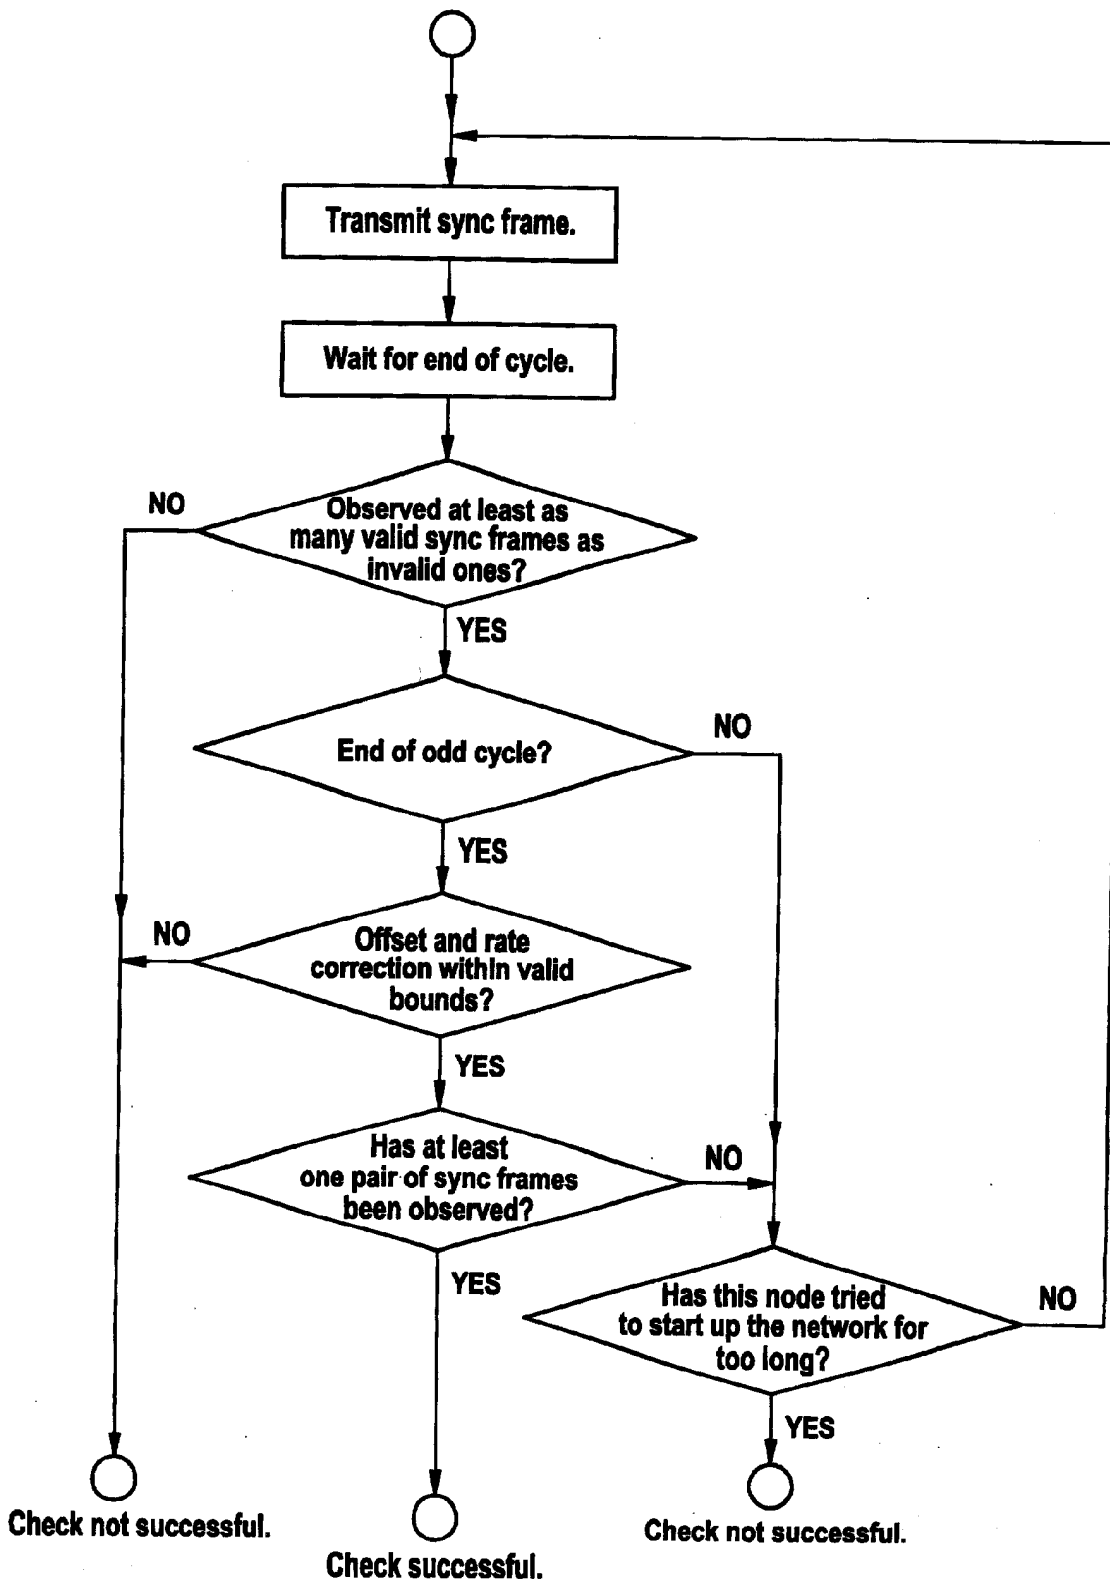 Transmit sync frame.
Wait for end of cycle.
NO
Observed at least as
many valid sync frames as
invalid ones?
YES
NO
End of odd cycle?
YES
NO
Offset and rate
correction within valid
bounds?
YES
Has at least
one pair of sync frames
been observed?
NO
YES
Has this node tried
to start up the network for
too long?
NO
YES
Check not successful.
Check successful.
Check not successful.